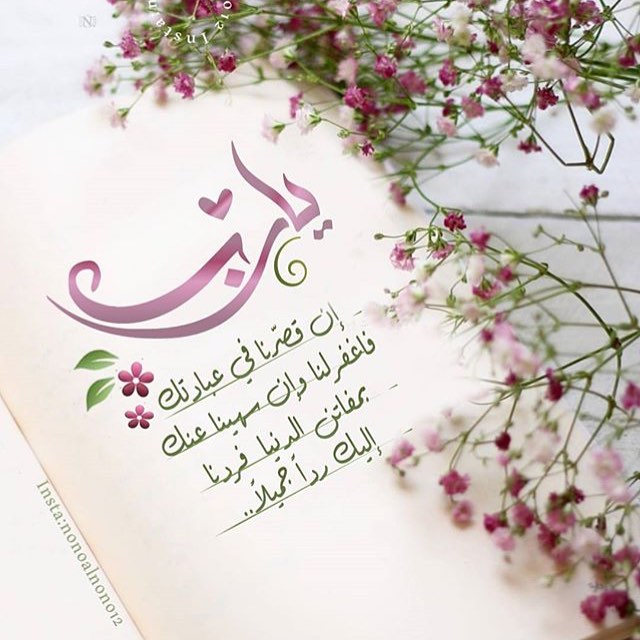 يارب
إن قصّرنا في عبادتك
فاغفر لنا وإن سهينا عنك
بمفاتن الدنيا فردنا
إليك رداً جميلاً..
Insta:nonoalnono12